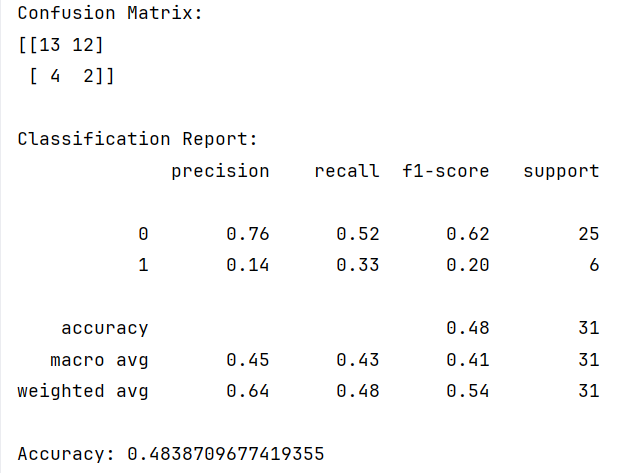 Confusion Matrix:
[[13 12]
 [ 4  2]]
Classification Report:
              precision    recall  f1-score   support
           0       0.76      0.52      0.62        25
           1       0.14      0.33      0.20         6
    accuracy                           0.48        31
   macro avg       0.45      0.43      0.41        31
weighted avg       0.64      0.48      0.54        31
Accuracy: 0.4838709677419355